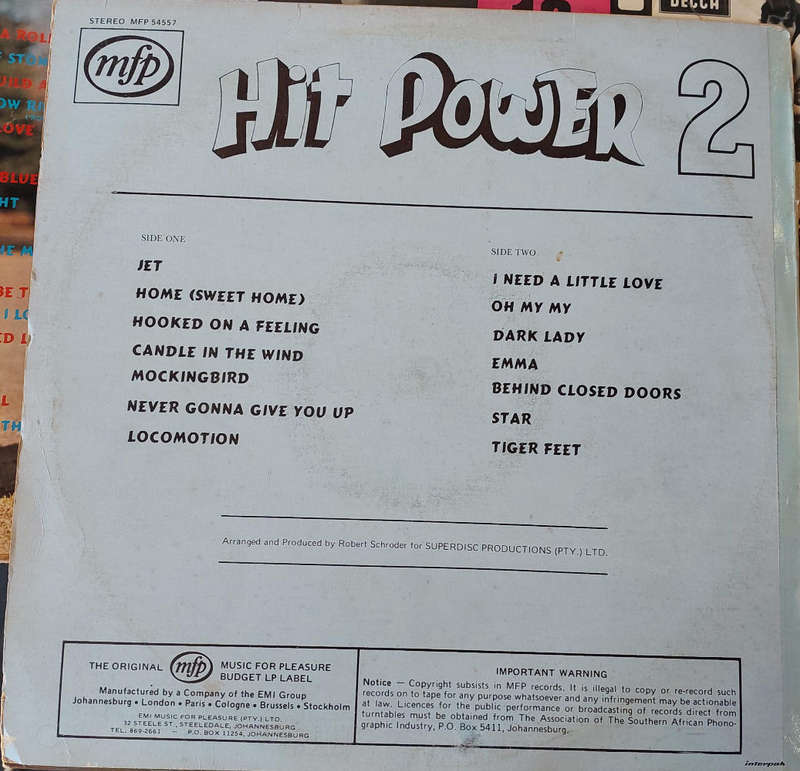 DECCA
STEREO MFP 54557
mfp
Hit Power 2
SIDE ONE
JET
HOME (SWEET HOME)
HOOKED ON A FEELING
CANDLE IN THE WIND
MOCKINGBIRD
NEVER GONNA GIVE YOU UP
LOCOMOTION
SIDE TWO
I NEED A LITTLE LOVE
OH MY MY
DARK LADY
EMMA
BEHIND CLOSED DOORS
STAR
TIGER FEET
Arranged and Produced by Robert Schroder for SUPERDISC PRODUCTIONS (PTY.) LTD.
THE ORIGINAL mfp MUSIC FOR PLEASURE
BUDGET LP LABEL
Manufactured by a Company of the EMI Group
Johannesburg • London • Paris • Cologne • Brussels • Stockholm
EMI MUSIC FOR PLEASURE (PTY.) LTD.
32 STEELE ST., STEELEDALE, JOHANNESBURG
TEL. 869-2661 — P.O. BOX 11254, JOHANNESBURG
IMPORTANT WARNING
Notice — Copyright subsists in MFP records. It is illegal to copy or re-record such
records on to tape for any purpose whatsoever and any infringement may be actionable
at law. Licences for the public performance or broadcasting of records direct from
turntables must be obtained from The Association of The Southern African Phono-
graphic Industry, P.O. Box 5411, Johannesburg.
interpak
LOVE
BLUE